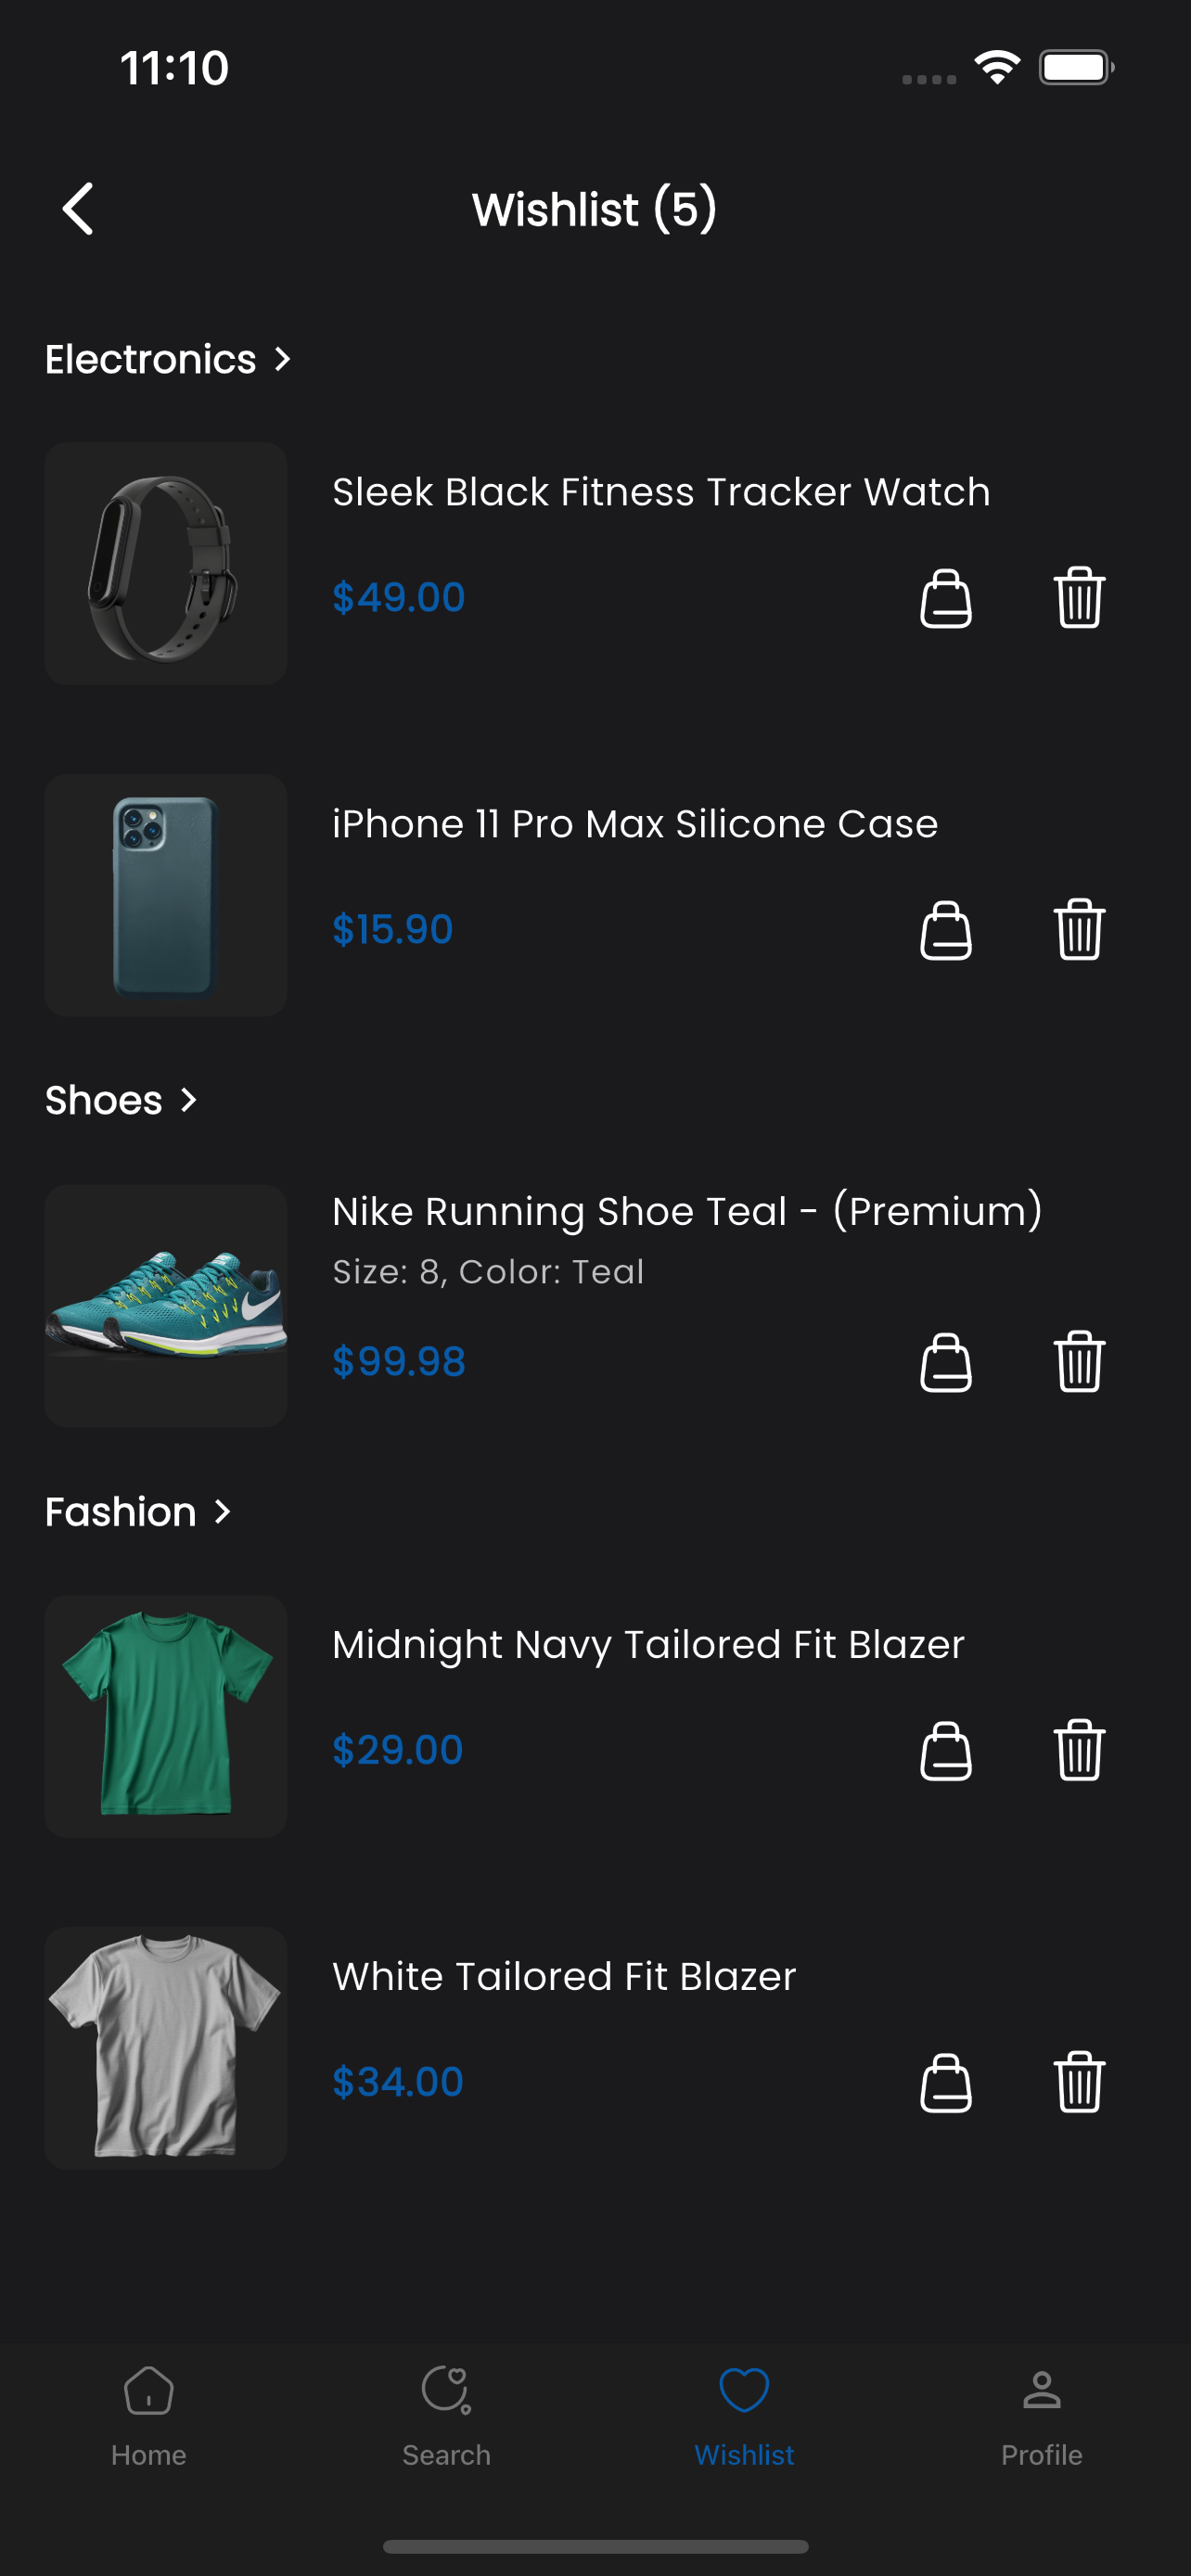 11:10
Wishlist (5)
Electronics
Sleek Black Fitness Tracker Watch
$49.00
iPhone 11 Pro Max Silicone Case
$15.90
Shoes
Nike Running Shoe Teal - (Premium)
Size: 8, Color: Teal
$99.98
Fashion
Midnight Navy Tailored Fit Blazer
$29.00
White Tailored Fit Blazer
$34.00
Home
Search
Wishlist
Profile